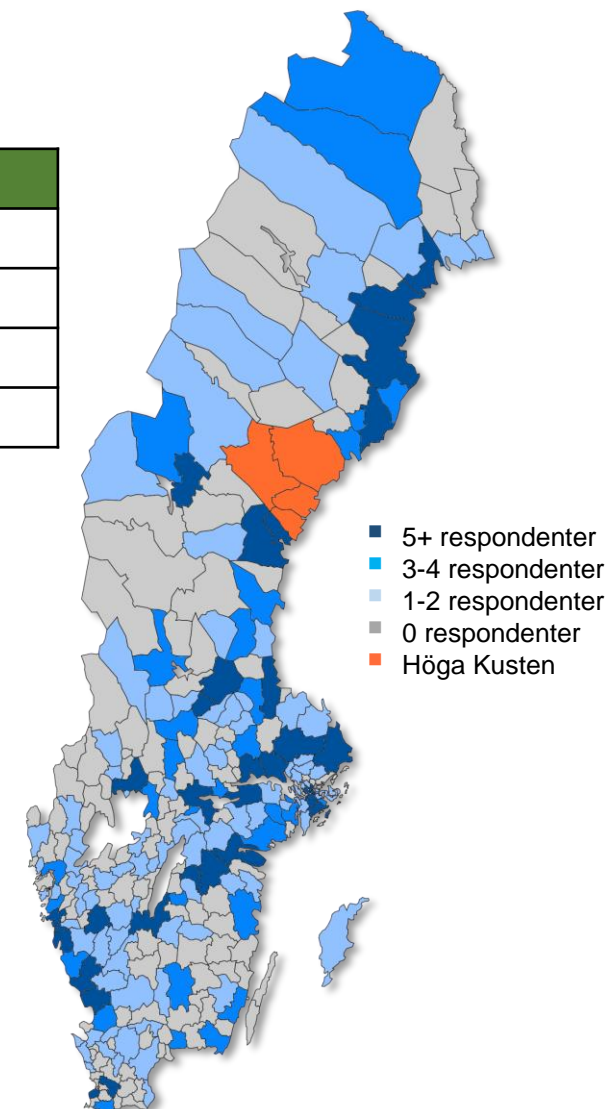 5+ respondenter
3-4 respondenter
1-2 respondenter
0 respondenter
Höga Kusten